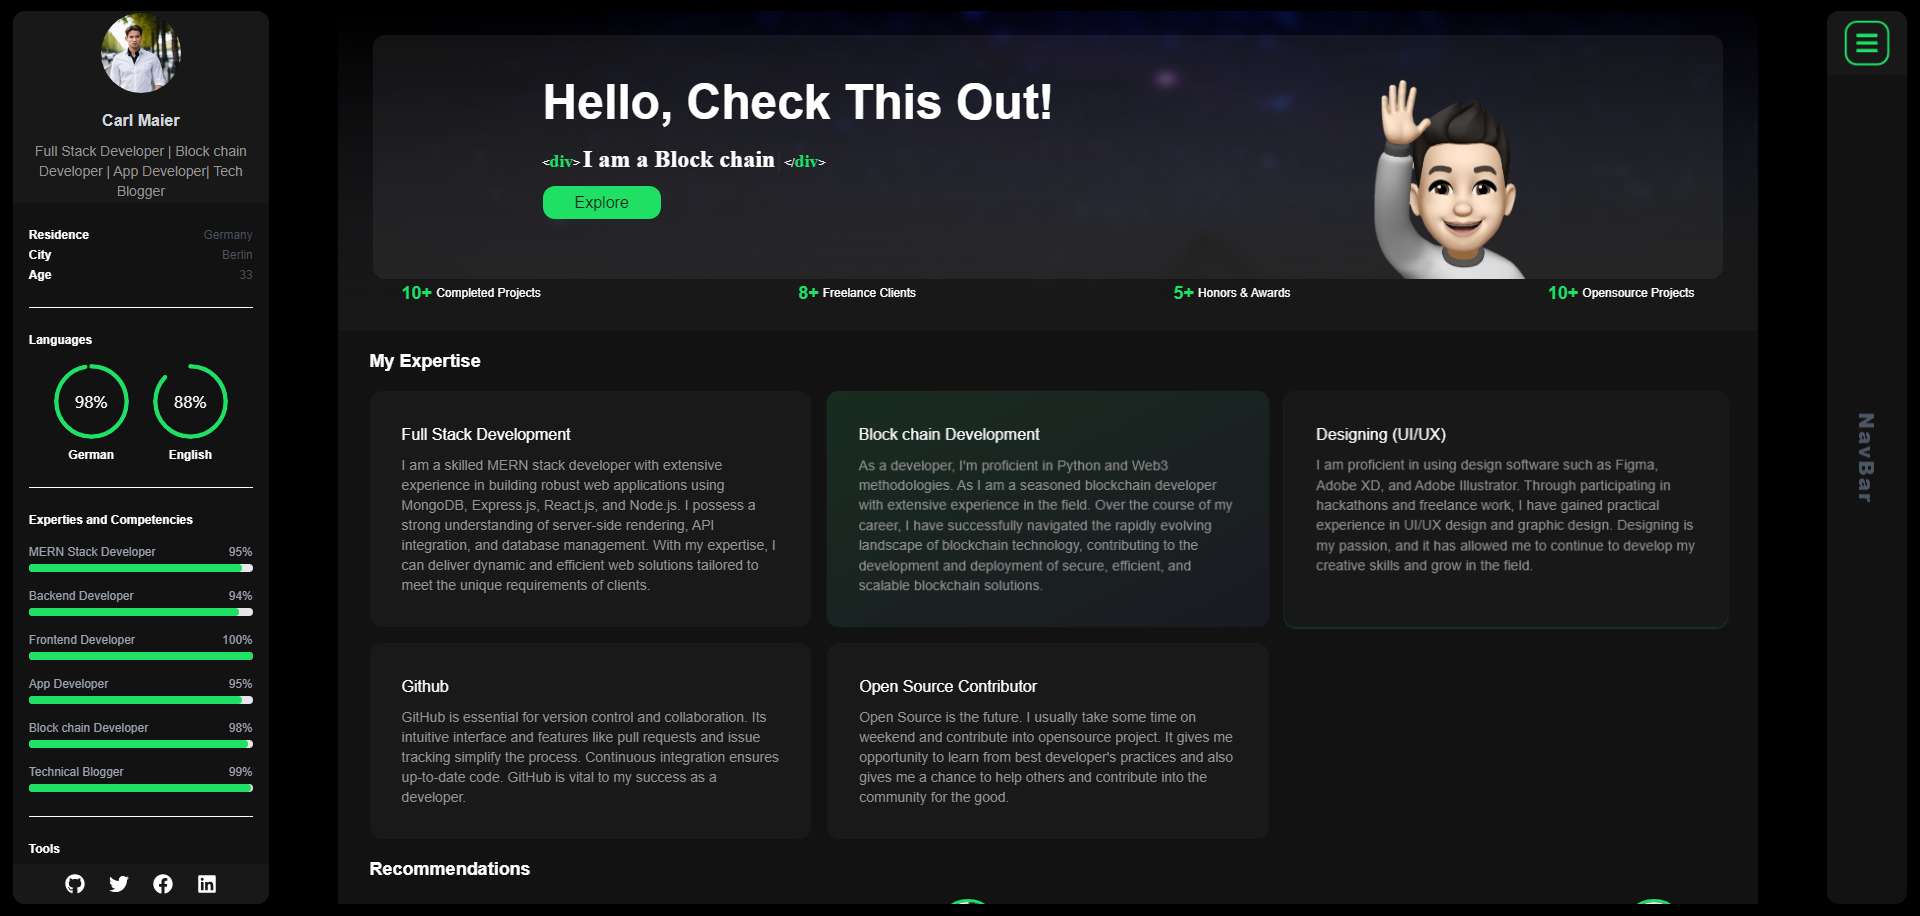 Carl Maier
Full Stack Developer | Block chain
Developer | App Developer| Tech
Blogger
Residence Germany
City Berlin
Age 33
Languages
98% 88%
German English
Experties and Competencies
MERN Stack Developer 95%
Backend Developer 94%
Frontend Developer 100%
App Developer 95%
Block chain Developer 98%
Technical Blogger 99%
Tools
Hello, Check This Out!
<div> I am a Block chain </div>
Explore
10+ Completed Projects
8+ Freelance Clients
5+ Honors & Awards
10+ Opensource Projects
My Expertise
Full Stack Development
I am a skilled MERN stack developer with extensive
experience in building robust web applications using
MongoDB, Express.js, React.js, and Node.js. I possess a
strong understanding of server-side rendering, API
integration, and database management. With my expertise, I
can deliver dynamic and efficient web solutions tailored to
meet the unique requirements of clients.
Block chain Development
As a developer, I'm proficient in Python and Web3
methodologies. As I am a seasoned blockchain developer
with extensive experience in the field. Over the course of my
career, I have successfully navigated the rapidly evolving
landscape of blockchain technology, contributing to the
development and deployment of secure, efficient, and
scalable blockchain solutions.
Designing (UI/UX)
I am proficient in using design software such as Figma,
Adobe XD, and Adobe Illustrator. Through participating in
hackathons and freelance work, I have gained practical
experience in UI/UX design and graphic design. Designing is
my passion, and it has allowed me to continue to develop my
creative skills and grow in the field.
Github
GitHub is essential for version control and collaboration. Its
intuitive interface and features like pull requests and issue
tracking simplify the process. Continuous integration ensures
up-to-date code. GitHub is vital to my success as a
developer.
Open Source Contributor
Open Source is the future. I usually take some time on
weekend and contribute into opensource project. It gives me
opportunity to learn from best developer's practices and also
gives me a chance to help others and contribute into the
community for the good.
Recommendations
NavBar